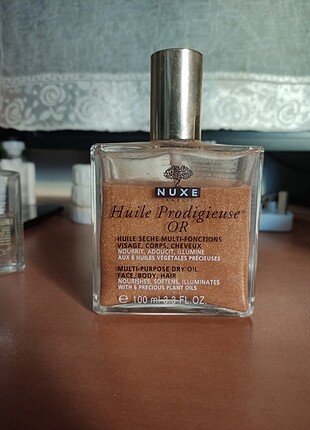 NUXE
PARIS
Huile Prodigieuse
OR
HUILE SÈCHE MULTI-FONCTIONS
VISAGE, CORPS, CHEVEUX
NOURRIT, ADOUCIT, ILLUMINE
AUX 6 HUILES VÉGÉTALES PRÉCIEUSES
MULTI-PURPOSE DRY OIL
FACE, BODY, HAIR
NOURISHES, SOFTENS, ILLUMINATES
WITH 6 PRECIOUS PLANT OILS
℮ 100 ml 3.3 FL OZ